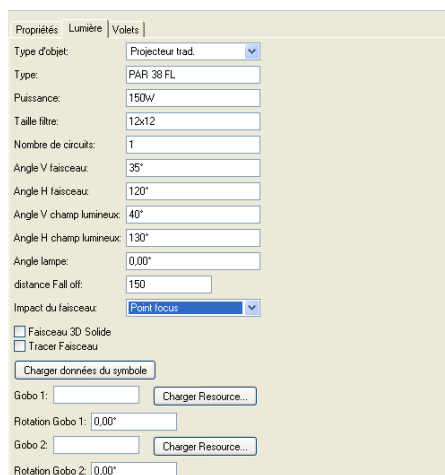 Propriétés Lumière Volets
Type d'objet: Projecteur trad.
Type: PAR 38 FL
Puissance: 150W
Taille filtre: 12x12
Nombre de circuits: 1
Angle V faisceau: 35°
Angle H faisceau: 120°
Angle V champ lumineux: 40°
Angle H champ lumineux: 130°
Angle lampe: 0,00°
distance Fall off: 150
Impact du faisceau: Point focus
Faisceau 3D Solide
Tracer Faisceau
Charger données du symbole
Gobo 1: Charger Resource...
Rotation Gobo 1: 0,00°
Gobo 2: Charger Resource...
Rotation Gobo 2: 0,00°